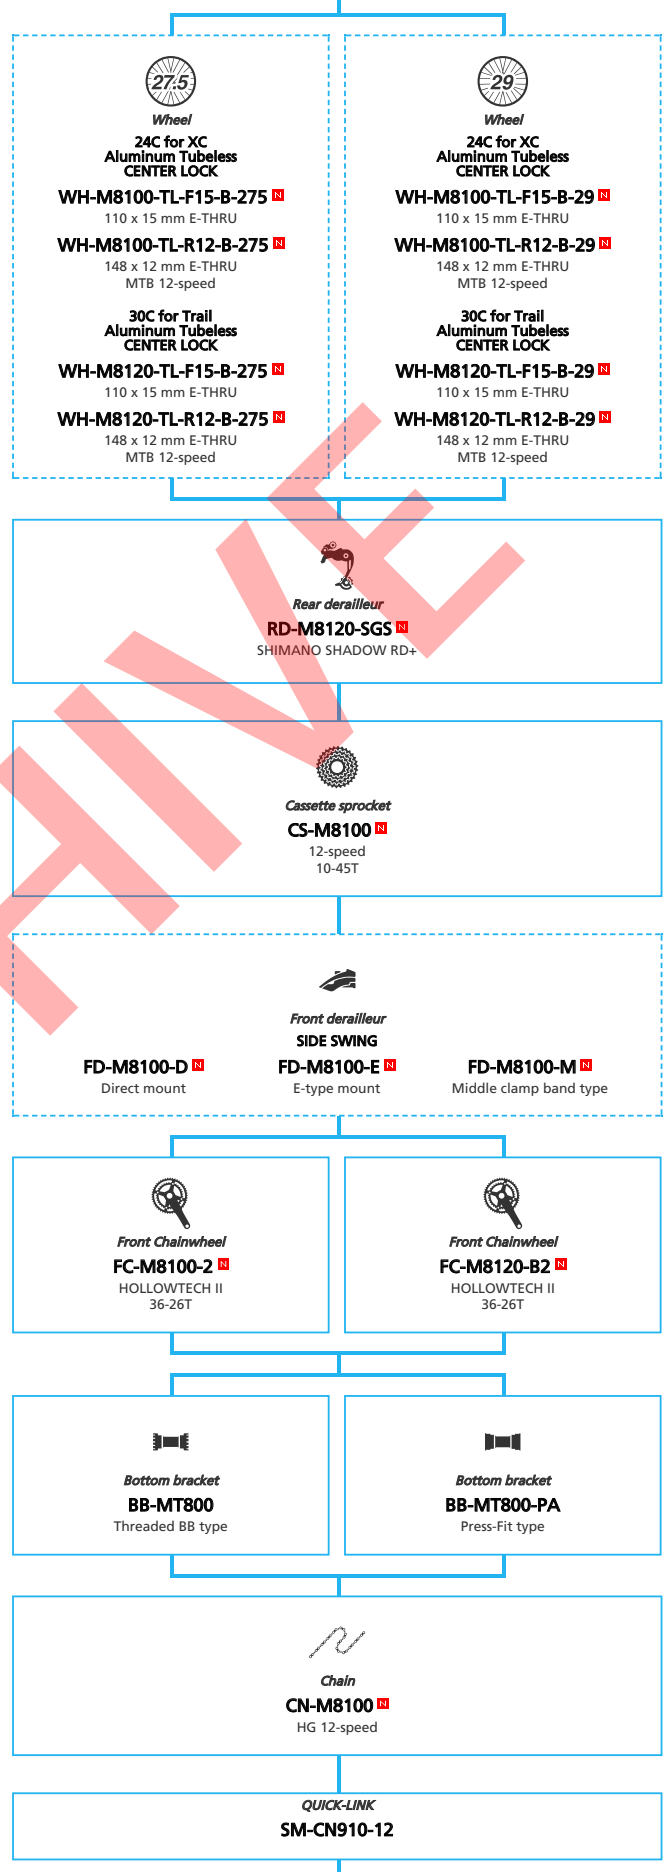 27.5
Wheel
24C for XC
Aluminum Tubeless
CENTER LOCK
WH-M8100-TL-F15-B-275 N
110 x 15 mm E-THRU
WH-M8100-TL-R12-B-275 N
148 x 12 mm E-THRU
MTB 12-speed
30C for Trail
Aluminum Tubeless
CENTER LOCK
WH-M8120-TL-F15-B-275 N
110 x 15 mm E-THRU
WH-M8120-TL-R12-B-275 N
148 x 12 mm E-THRU
MTB 12-speed
29
Wheel
24C for XC
Aluminum Tubeless
CENTER LOCK
WH-M8100-TL-F15-B-29 N
110 x 15 mm E-THRU
WH-M8100-TL-R12-B-29 N
148 x 12 mm E-THRU
MTB 12-speed
30C for Trail
Aluminum Tubeless
CENTER LOCK
WH-M8120-TL-F15-B-29 N
110 x 15 mm E-THRU
WH-M8120-TL-R12-B-29 N
148 x 12 mm E-THRU
MTB 12-speed
Rear derailleur
RD-M8120-SGS N
SHIMANO SHADOW RD+
Cassette sprocket
CS-M8100 N
12-speed
10-45T
Front derailleur
SIDE SWING
FD-M8100-D N
Direct mount
FD-M8100-E N
E-type mount
FD-M8100-M N
Middle clamp band type
Front Chainwheel
FC-M8100-2 N
HOLLOWTECH II
36-26T
Front Chainwheel
FC-M8120-B2 N
HOLLOWTECH II
36-26T
Bottom bracket
BB-MT800
Threaded BB type
Bottom bracket
BB-MT800-PA
Press-Fit type
Chain
CN-M8100 N
HG 12-speed
QUICK-LINK
SM-CN910-12
HIVE